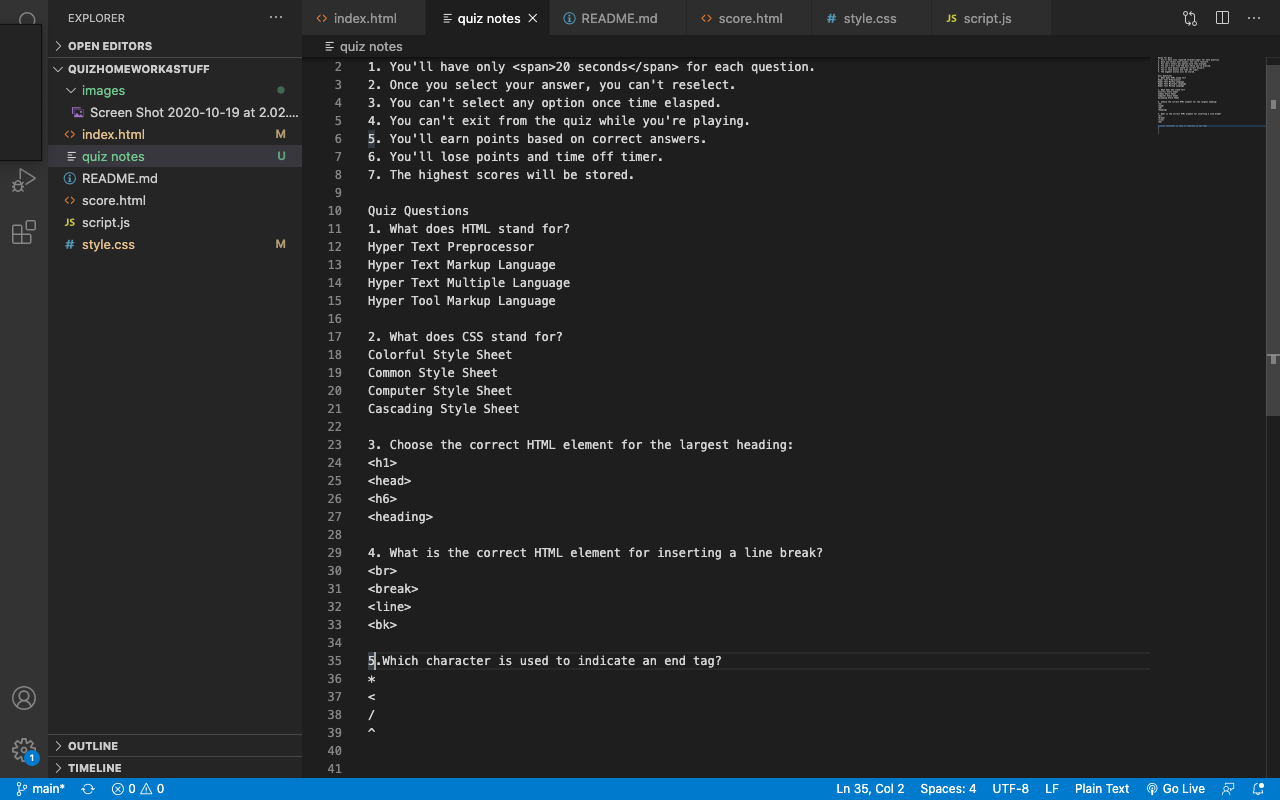 EXPLORER
index.html
quiz notes
README.md
score.html
# style.css
JS script.js
OPEN EDITORS
quiz notes
QUIZHOMEWORK4STUFF
images
Screen Shot 2020-10-19 at 2.02....
index.html M
quiz notes U
README.md
score.html
JS script.js
# style.css M
2 1. You'll have only <span>20 seconds</span> for each question.
3 2. Once you select your answer, you can't reselect.
4 3. You can't select any option once time elasped.
5 4. You can't exit from the quiz while you're playing.
6 5. You'll earn points based on correct answers.
7 6. You'll lose points and time off timer.
8 7. The highest scores will be stored.
9
10 Quiz Questions
11 1. What does HTML stand for?
12 Hyper Text Preprocessor
13 Hyper Text Markup Language
14 Hyper Text Multiple Language
15 Hyper Tool Markup Language
16
17 2. What does CSS stand for?
18 Colorful Style Sheet
19 Common Style Sheet
20 Computer Style Sheet
21 Cascading Style Sheet
22
23 3. Choose the correct HTML element for the largest heading:
24 <h1>
25 <head>
26 <h6>
27 <heading>
28
29 4. What is the correct HTML element for inserting a line break?
30 <br>
31 <break>
32 <line>
33 <bk>
34
35 5.Which character is used to indicate an end tag?
36 *
37 <
38 /
39 ^
40
41
OUTLINE
TIMELINE
1
main* 0 0 Ln 35, Col 2 Spaces: 4 UTF-8 LF Plain Text Go Live